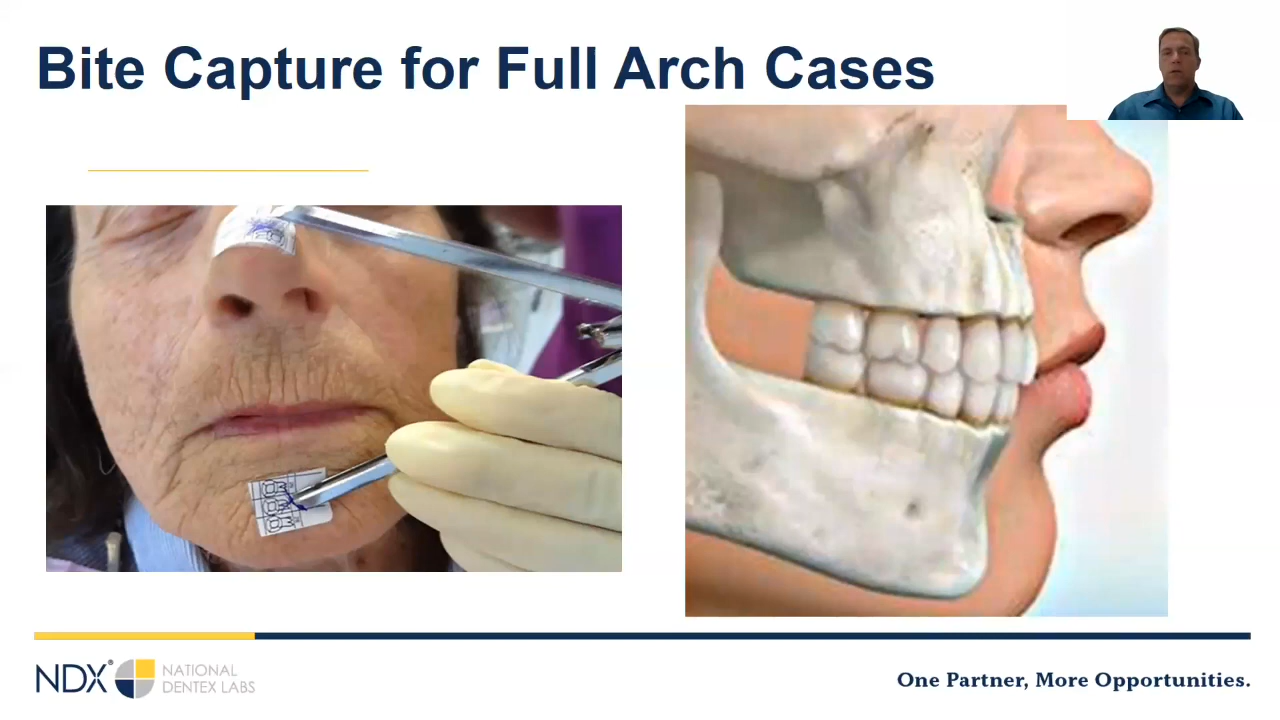 Bite Capture for Full Arch Cases
NDX®
NATIONAL
DENTEX LABS
One Partner, More Opportunities.